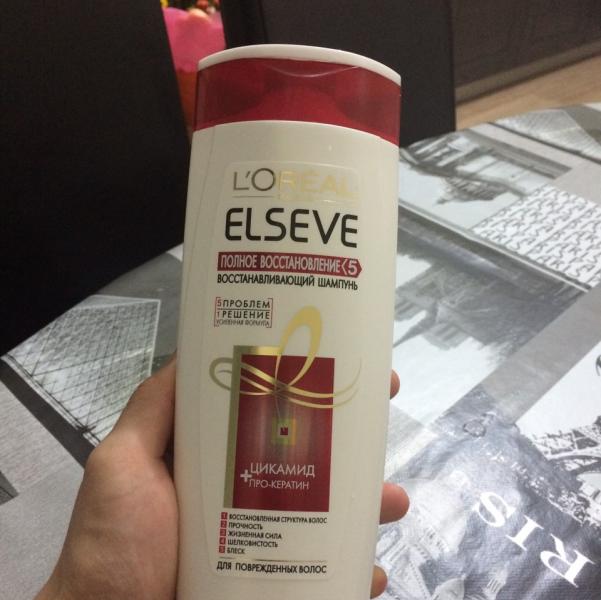 L'ORÉAL
ELSEVE
ПОЛНОЕ ВОССТАНОВЛЕНИЕ 5
ВОССТАНАВЛИВАЮЩИЙ ШАМПУНЬ
5 ПРОБЛЕМ
1 РЕШЕНИЕ
УСИЛЕННАЯ ФОРМУЛА
ЦИКАМИД
+ ПРО-КЕРАТИН
1 ВОССТАНОВЛЕННАЯ СТРУКТУРА ВОЛОС
2 ПРОЧНОСТЬ
3 ЖИЗНЕННАЯ СИЛА
4 ШЕЛКОВИСТОСТЬ
5 БЛЕСК
ДЛЯ ПОВРЕЖДЕННЫХ ВОЛОС
RIS